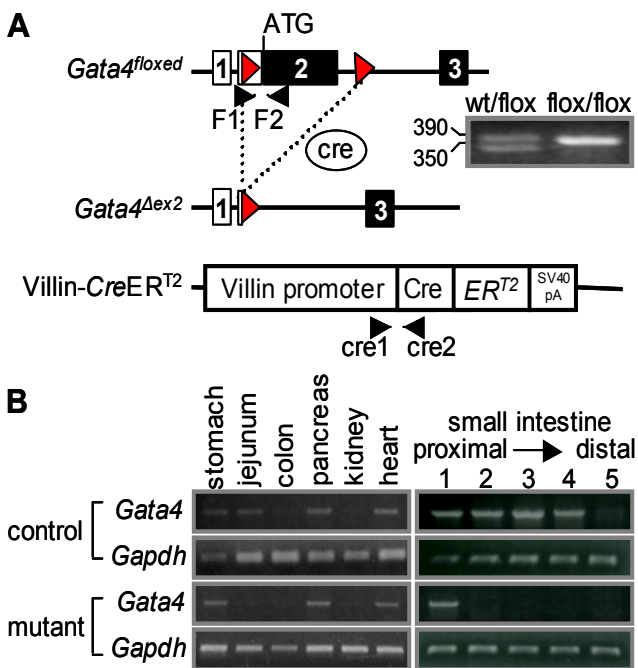 A
ATG
Gata4floxed
1 2 3
F1 F2
cre
wt/flox flox/flox
390
350
Gata4Δex2
1 3
Villin-CreERT2
Villin promoter Cre ERT2 SV40 pA
cre1 cre2
B
stomach jejunum colon pancreas kidney heart
small intestine
proximal distal
1 2 3 4 5
control
Gata4
Gapdh
mutant
Gata4
Gapdh